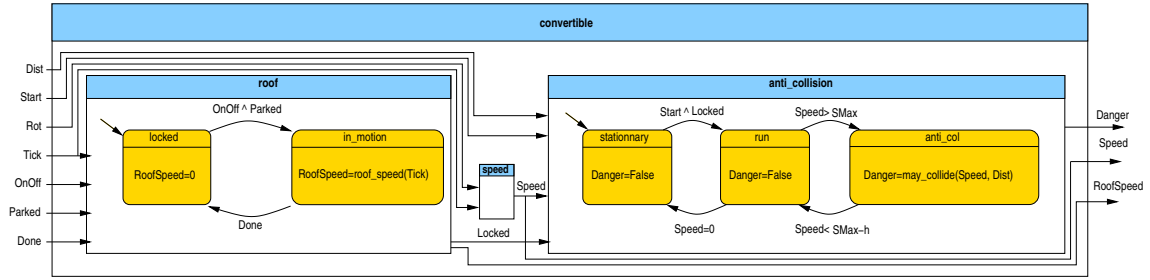 convertible
Dist
Start
Rot
Tick
OnOff
Parked
Done
roof
OnOff ^ Parked
locked
in_motion
RoofSpeed=0
RoofSpeed=roof_speed(Tick)
Done
speed
Speed
Locked
anti_collision
Start ^ Locked
Speed> SMax
stationnary
run
anti_col
Danger=False
Danger=False
Danger=may_collide(Speed, Dist)
Speed=0
Speed< SMax−h
Danger
Speed
RoofSpeed